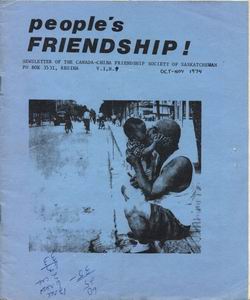 people's
FRIENDSHIP!
NEWSLETTER OF THE CANADA-CHINA FRIENDSHIP SOCIETY OF SASKATCHEWAN
PO BOX 3531, REGINA V.1,N.9 OCT-NOV 1974